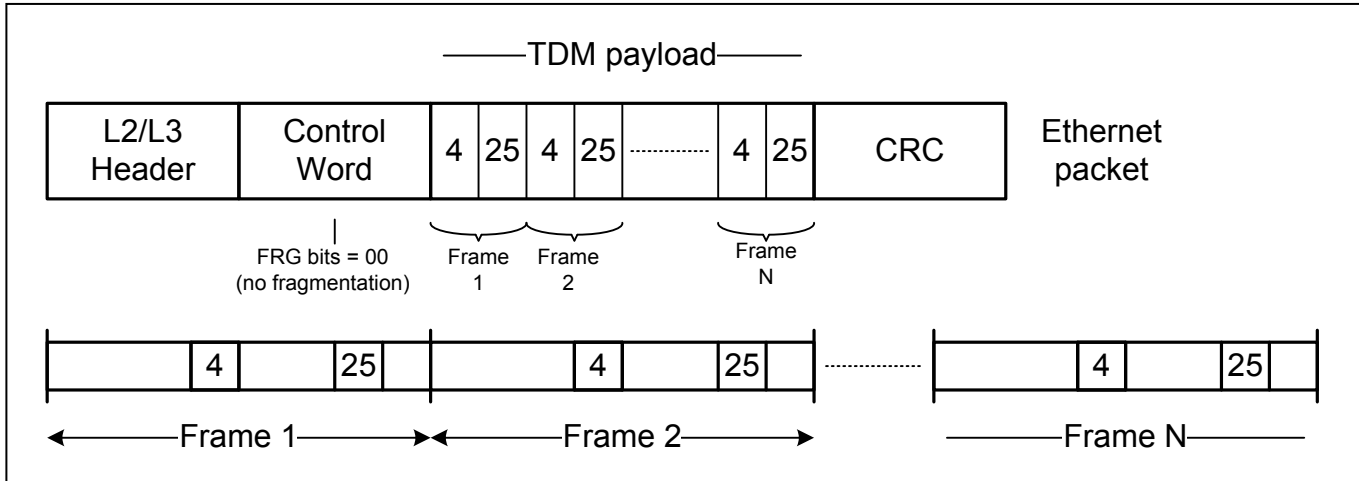 TDM payload
L2/L3
Header
Control
Word
4 25 4 25 4 25
CRC
Ethernet
packet
FRG bits = 00
(no fragmentation)
Frame
1
Frame
2
Frame
N
4 25 4 25 4 25
Frame 1 Frame 2 Frame N